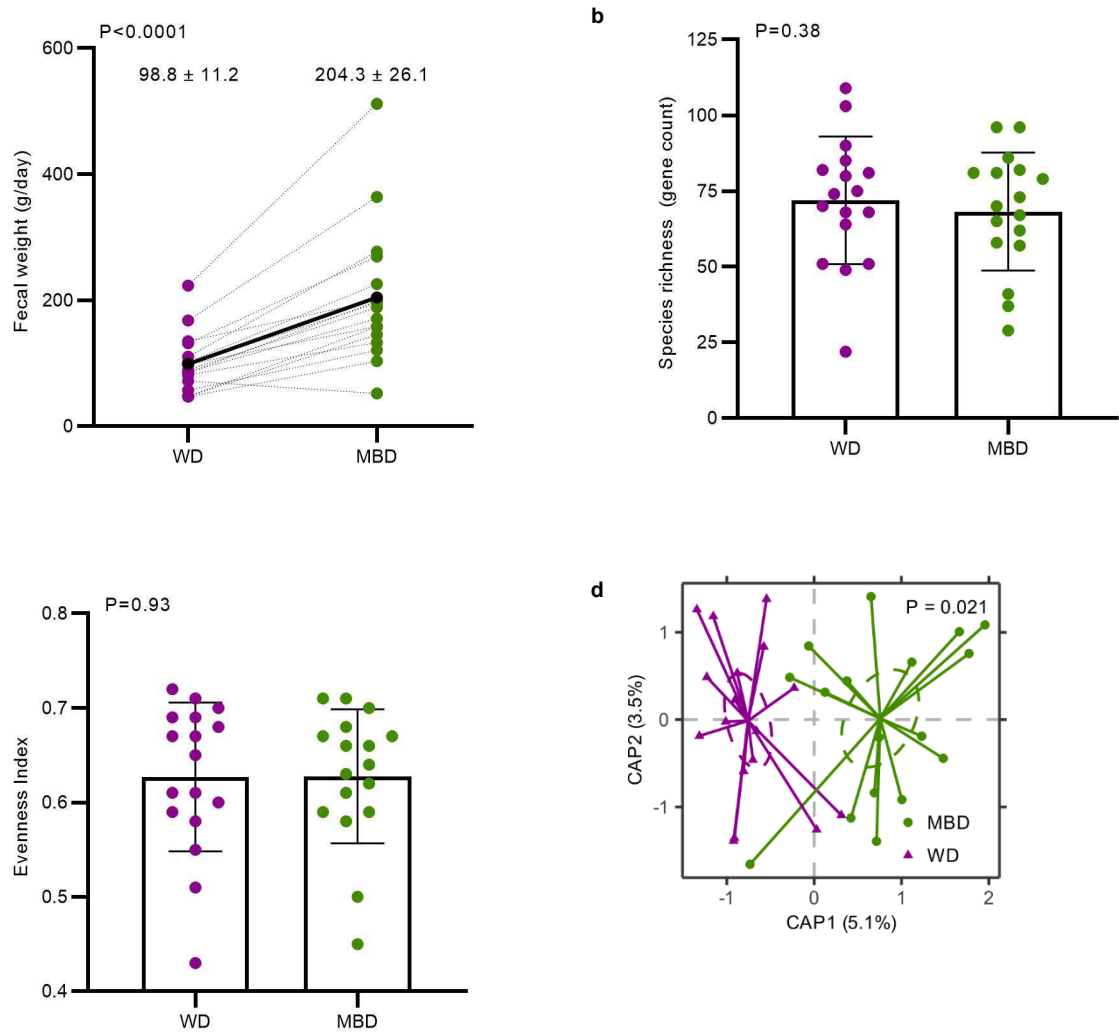 P<0.0001
600
98.8 ± 11.2
204.3 ± 26.1
400
200
0
Fecal weight (g/day)
WD
MBD
b
P=0.38
125
100
75
50
25
0
Species richness (gene count)
WD
MBD
P=0.93
0.8
0.7
0.6
0.5
0.4
Evenness Index
WD
MBD
d
P = 0.021
1
0
-1
CAP2 (3.5%)
MBD
WD
-1
0
1
2
CAP1 (5.1%)